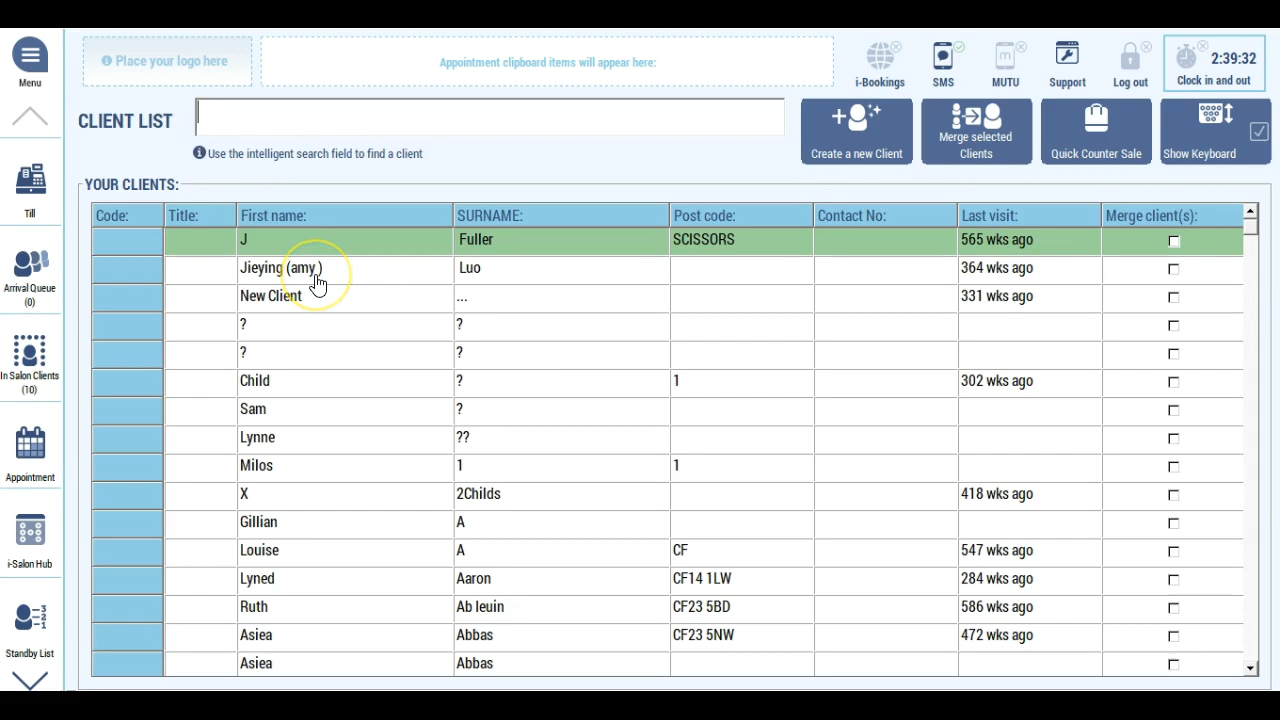 Menu
Place your logo here
Appointment clipboard items will appear here:
i-Bookings
SMS
MUTU
Support
Log out
2:39:32
Clock in and out
CLIENT LIST
Use the intelligent search field to find a client
Create a new Client
Merge selected
Clients
Quick Counter Sale
Show Keyboard
Till
Arrival Queue
(0)
In Salon Clients
(10)
Appointment
i-Salon Hub
3
2
1
Standby List
YOUR CLIENTS:
Code: Title: First name: SURNAME: Post code: Contact No: Last visit: Merge client(s):
J Fuller SCISSORS 565 wks ago
Jieying (amy ) Luo 364 wks ago
New Client ... 331 wks ago
? ?
? ?
Child ? 1 302 wks ago
Sam ?
Lynne ??
Milos 1 1
X 2Childs 418 wks ago
Gillian A
Louise A CF 547 wks ago
Lyned Aaron CF14 1LW 284 wks ago
Ruth Ab Ieuin CF23 5BD 586 wks ago
Asiea Abbas CF23 5NW 472 wks ago
Asiea Abbas